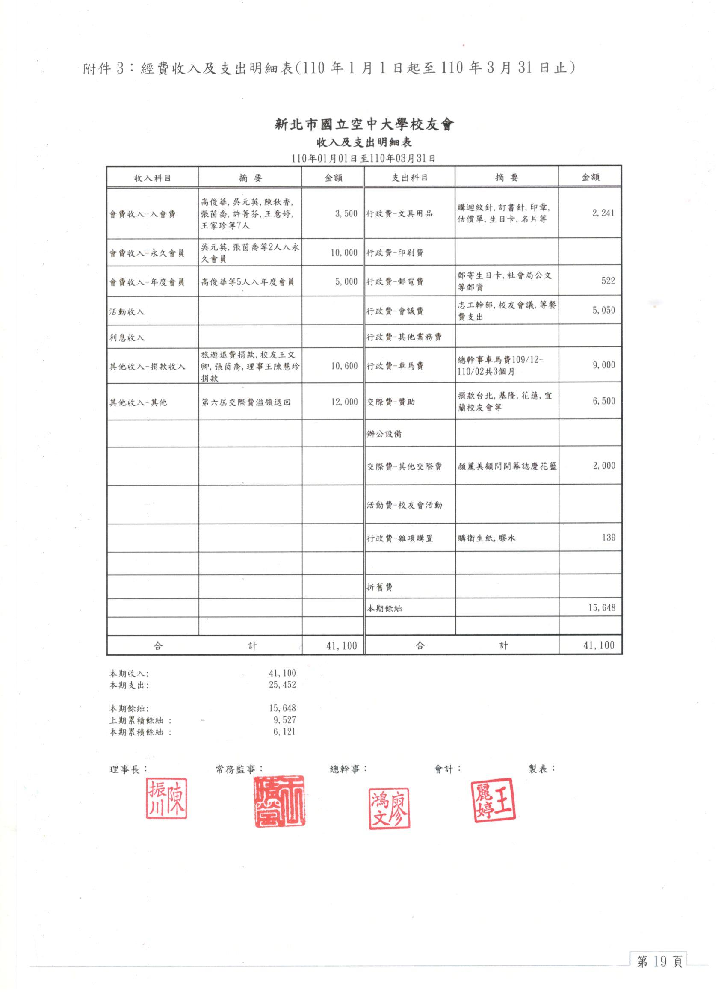 附件3：經費收入及支出明細表(110年1月1日起至110年3月31日止)
新北市國立空中大學校友會
收入及支出明細表
110年01月01日至110年03月31日
收入科目 摘要 金額 支出科目 摘要 金額
會費收入-入會費 高俊華,吳元英,陳秋香, 3,500 行政費-文具用品 購迴紋針,訂書針,印章, 2,241
張茵喬,許菁芬,王意婷, 估價單,生日卡,名片等
王家珍等7人
會費收入-永久會員 吳元英,張茵喬等2人入永 10,000 行政費-印刷費
久會員
會費收入-年度會員 高俊華等5人入年度會員 5,000 行政費-郵電費 郵寄生日卡,社會局公文 522
等郵資
活動收入 行政費-會議費 志工幹部,校友會議,等餐 5,050
費支出
利息收入 行政費-其他業務費
其他收入-捐款收入 旅遊退費捐款,校友王文 10,600 行政費-車馬費 總幹事車馬費109/12- 9,000
卿,張茵喬,理事王陳慧珍 110/02共3個月
捐款
其他收入-其他 第六屆交際費溢領退回 12,000 交際費-贊助 捐款台北,基隆,花蓮,宜 6,500
蘭校友會等
辦公設備
交際費-其他交際費 顏麗美顧問開幕誌慶花籃 2,000
活動費-校友會活動
行政費-雜項購置 購衛生紙,膠水 139
折舊費
本期餘絀 15,648
合計 41,100 合計 41,100
本期收入: 41,100
本期支出: 25,452
本期餘絀: 15,648
上期累積餘絀： - 9,527
本期累積餘絀： 6,121
理事長： 常務監事： 總幹事： 會計： 製表：
陳振川 廖鴻文 王麗婷
第19頁